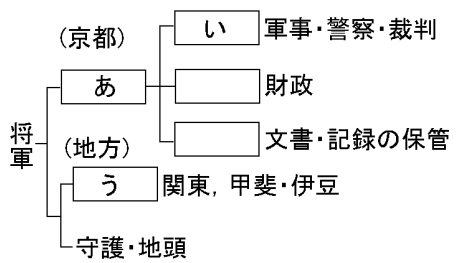 (京都)
い 軍事・警察・裁判
あ
財政
将軍
(地方)
文書・記録の保管
う 関東，甲斐・伊豆
守護・地頭